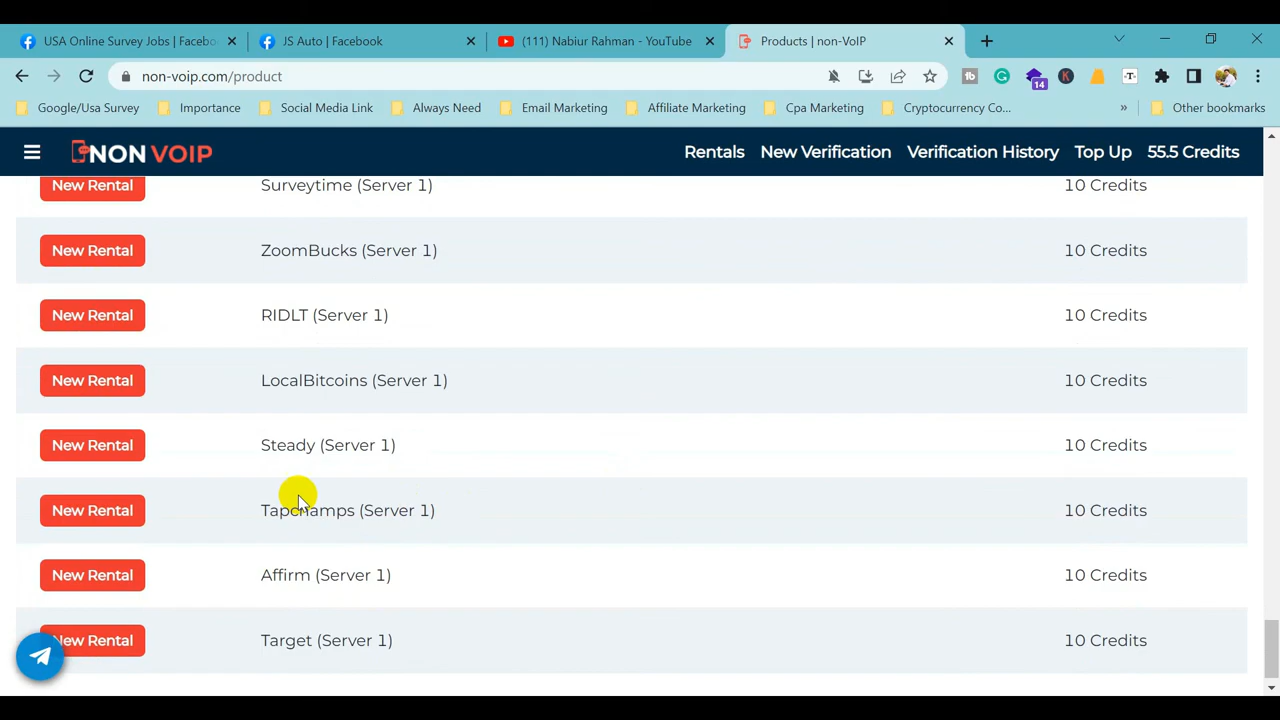 USA Online Survey Jobs | Facebo
JS Auto | Facebook
(111) Nabiur Rahman - YouTube
Products | non-VoIP
non-voip.com/product
fb
14
K
-T-
Google/Usa Survey
Importance
Social Media Link
Always Need
Email Marketing
Affiliate Marketing
Cpa Marketing
Cryptocurrency Co...
»
Other bookmarks
NON VOIP
Rentals
New Verification
Verification History
Top Up
55.5 Credits
New Rental Surveytime (Server 1) 10 Credits
New Rental ZoomBucks (Server 1) 10 Credits
New Rental RIDLT (Server 1) 10 Credits
New Rental LocalBitcoins (Server 1) 10 Credits
New Rental Steady (Server 1) 10 Credits
New Rental Tapchamps (Server 1) 10 Credits
New Rental Affirm (Server 1) 10 Credits
New Rental Target (Server 1) 10 Credits